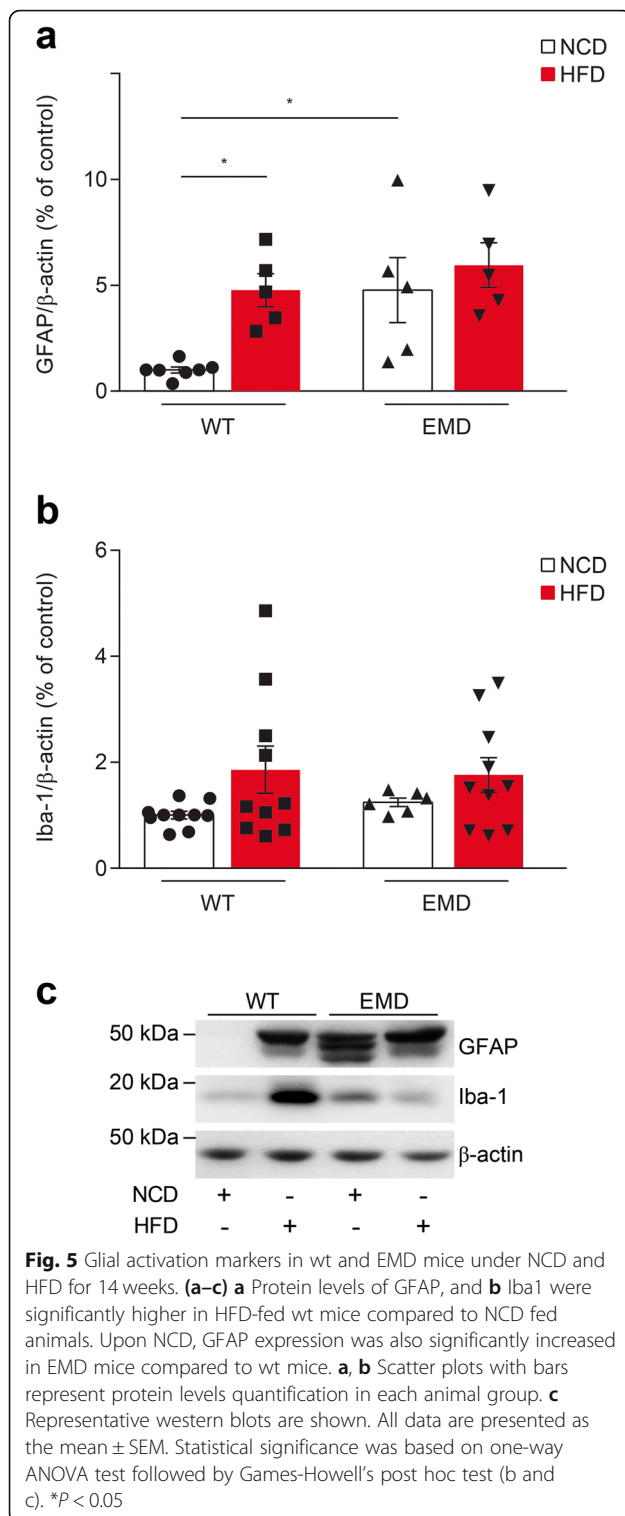 a
NCD
HFD
GFAP/β-actin (% of control)
10
5
0
*
*
WT
EMD
b
NCD
HFD
Iba-1/β-actin (% of control)
6
4
2
0
WT
EMD
c
WT EMD
50 kDa
GFAP
20 kDa
Iba-1
50 kDa
β-actin
NCD + - + -
HFD - + - +
Fig. 5 Glial activation markers in wt and EMD mice under NCD and
HFD for 14 weeks. (a–c) a Protein levels of GFAP, and b Iba1 were
significantly higher in HFD-fed wt mice compared to NCD fed
animals. Upon NCD, GFAP expression was also significantly increased
in EMD mice compared to wt mice. a, b Scatter plots with bars
represent protein levels quantification in each animal group. c
Representative western blots are shown. All data are presented as
the mean ± SEM. Statistical significance was based on one-way
ANOVA test followed by Games-Howell's post hoc test (b and
c). *P < 0.05